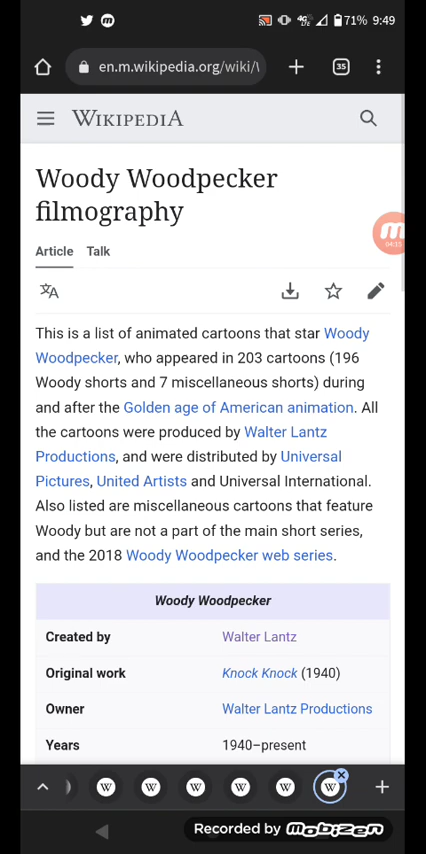 71% 9:49
en.m.wikipedia.org/wiki/
35
WIKIPEDIA
Woody Woodpecker
filmography
04:15
Article Talk
This is a list of animated cartoons that star Woody
Woodpecker, who appeared in 203 cartoons (196
Woody shorts and 7 miscellaneous shorts) during
and after the Golden age of American animation. All
the cartoons were produced by Walter Lantz
Productions, and were distributed by Universal
Pictures, United Artists and Universal International.
Also listed are miscellaneous cartoons that feature
Woody but are not a part of the main short series,
and the 2018 Woody Woodpecker web series.
Woody Woodpecker
Created by Walter Lantz
Original work Knock Knock (1940)
Owner Walter Lantz Productions
Years 1940–present
W W W W W W
Recorded by mobizen